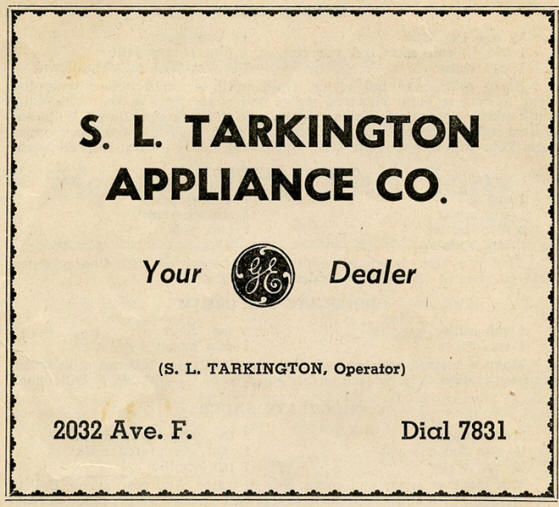 S. L. TARKINGTON
APPLIANCE CO.
Your GE Dealer
(S. L. TARKINGTON, Operator)
2032 Ave. F. Dial 7831